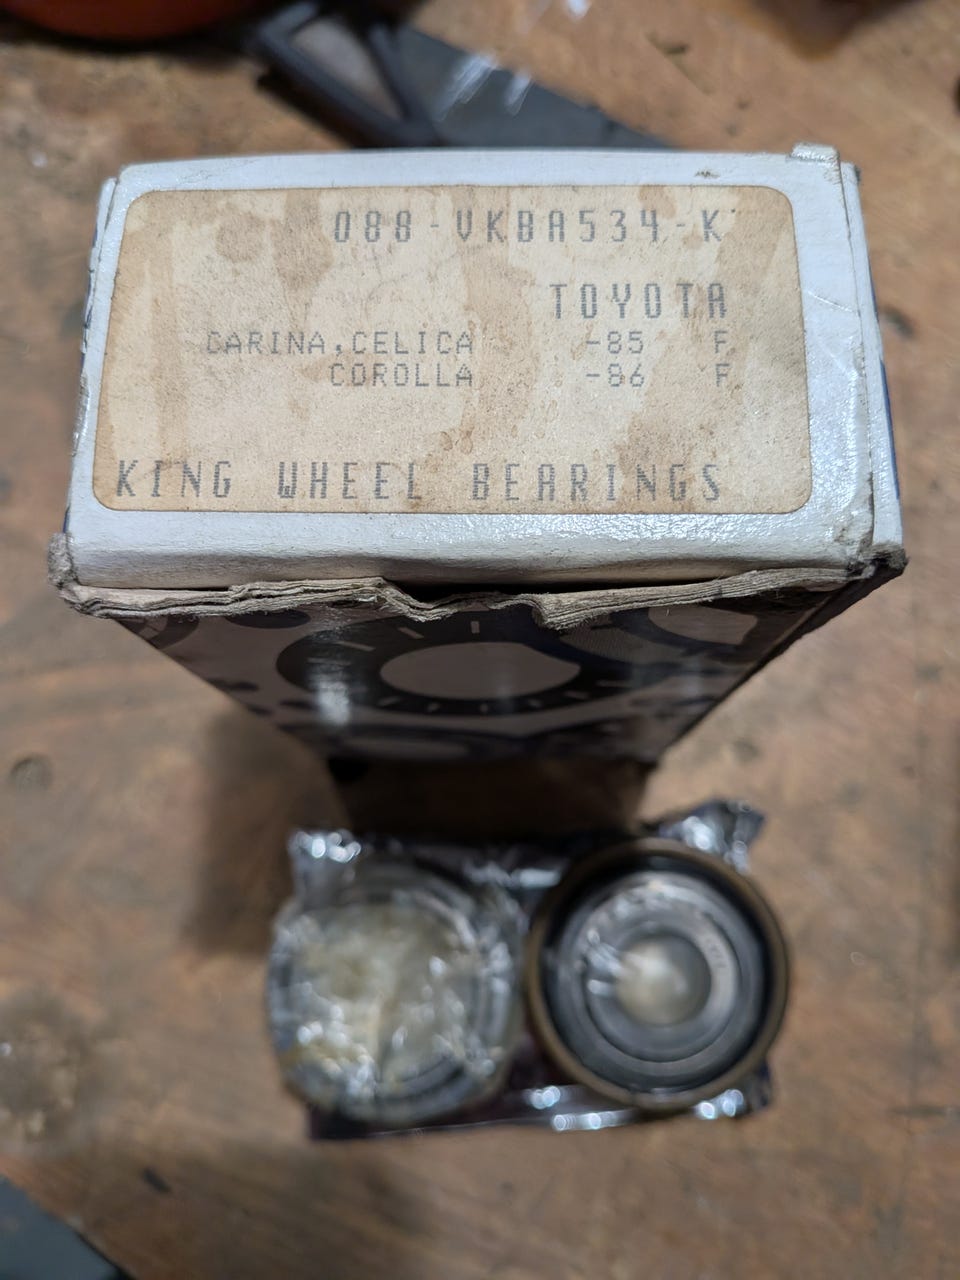 088-VKBA534-K
TOYOTA
CARINA,CELICA -85 F
COROLLA -86 F
KING WHEEL BEARINGS